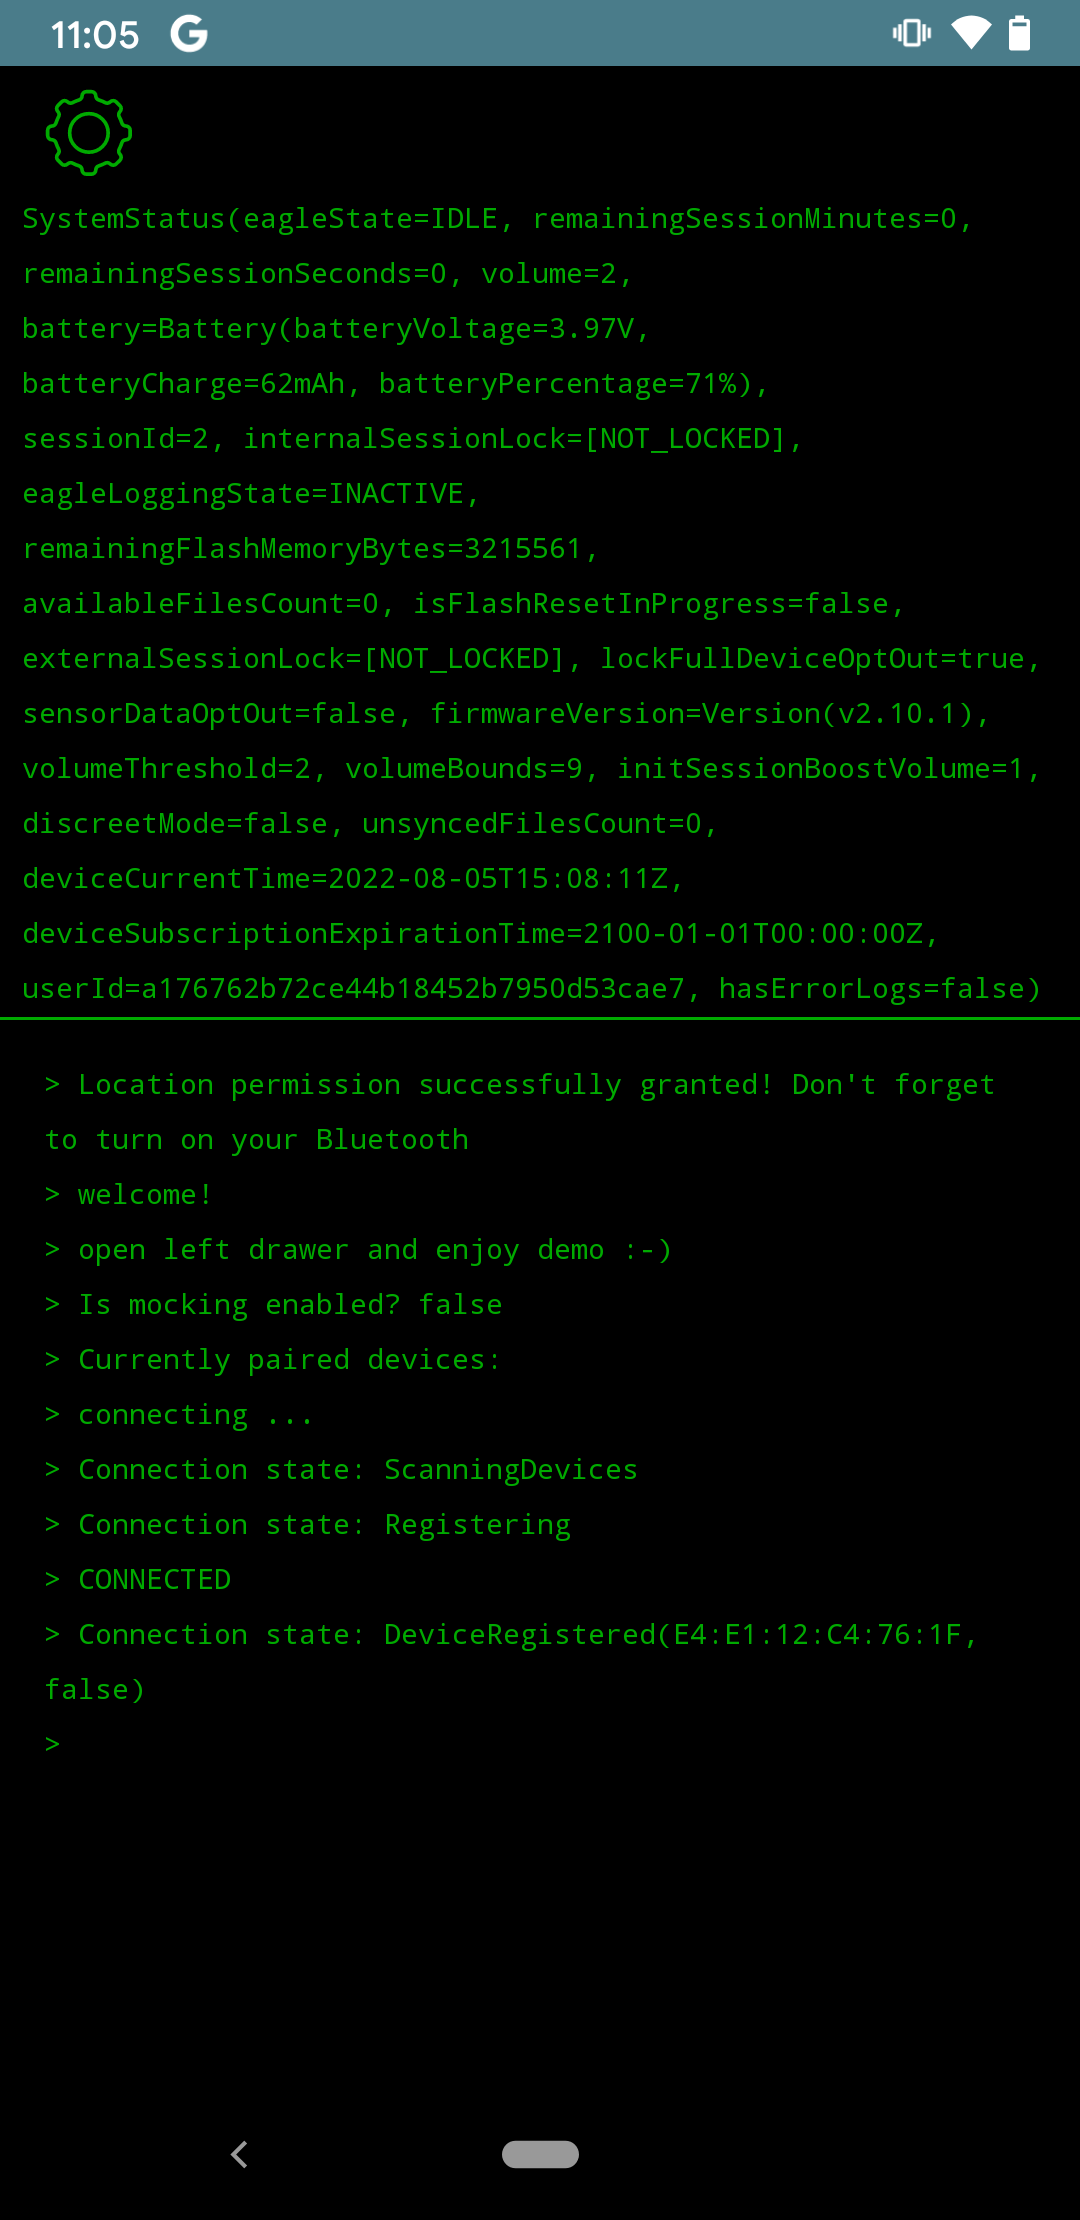 11:05 G
SystemStatus(eagleState=IDLE, remainingSessionMinutes=0,
remainingSessionSeconds=0, volume=2,
battery=Battery(batteryVoltage=3.97V,
batteryCharge=62mAh, batteryPercentage=71%),
sessionId=2, internalSessionLock=[NOT_LOCKED],
eagleLoggingState=INACTIVE,
remainingFlashMemoryBytes=3215561,
availableFilesCount=0, isFlashResetInProgress=false,
externalSessionLock=[NOT_LOCKED], lockFullDeviceOptOut=true,
sensorDataOptOut=false, firmwareVersion=Version(v2.10.1),
volumeThreshold=2, volumeBounds=9, initSessionBoostVolume=1,
discreetMode=false, unsyncedFilesCount=0,
deviceCurrentTime=2022-08-05T15:08:11Z,
deviceSubscriptionExpirationTime=2100-01-01T00:00:00Z,
userId=a176762b72ce44b18452b7950d53cae7, hasErrorLogs=false)
> Location permission successfully granted! Don't forget
to turn on your Bluetooth
> welcome!
> open left drawer and enjoy demo :-)
> Is mocking enabled? false
> Currently paired devices:
> connecting ...
> Connection state: ScanningDevices
> Connection state: Registering
> CONNECTED
> Connection state: DeviceRegistered(E4:E1:12:C4:76:1F,
false)
>